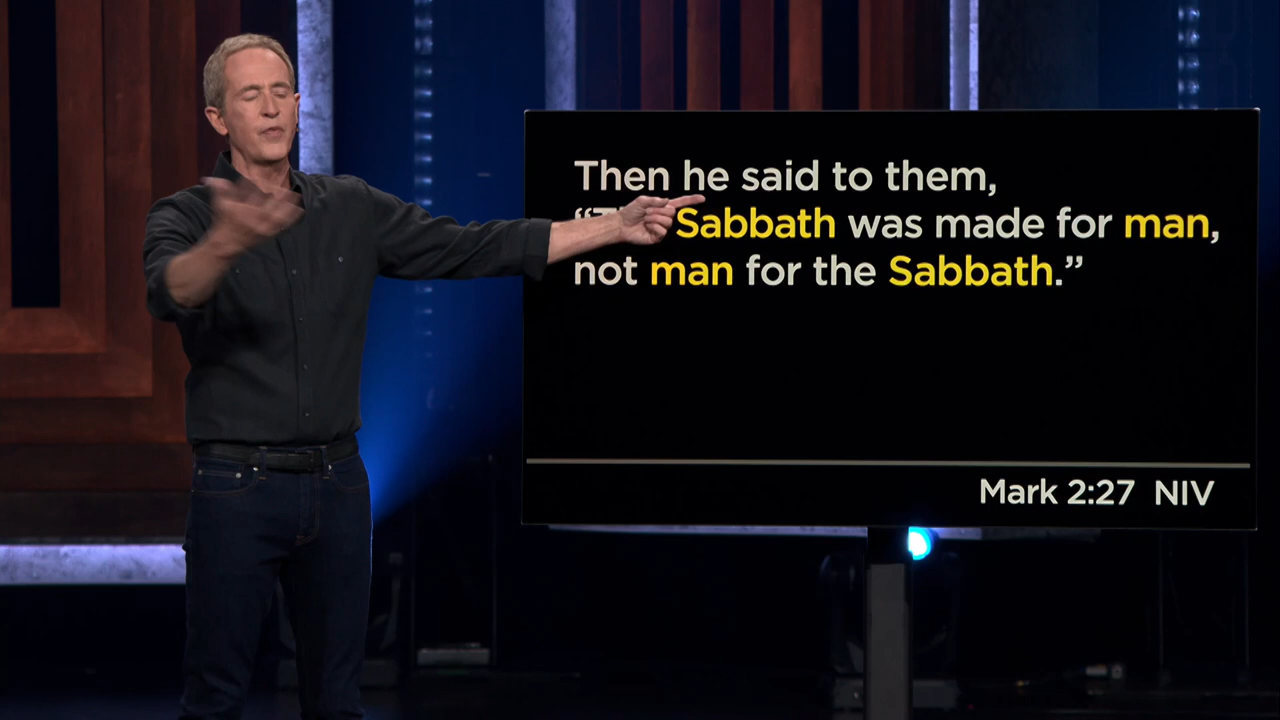 Then he said to them,
“ Sabbath was made for man,
not man for the Sabbath.”
Mark 2:27 NIV